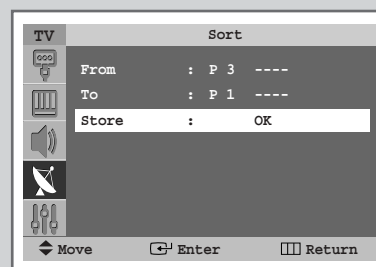 TV Sort
From : P 3 ----
To : P 1 ----
Store : OK
Move Enter Return